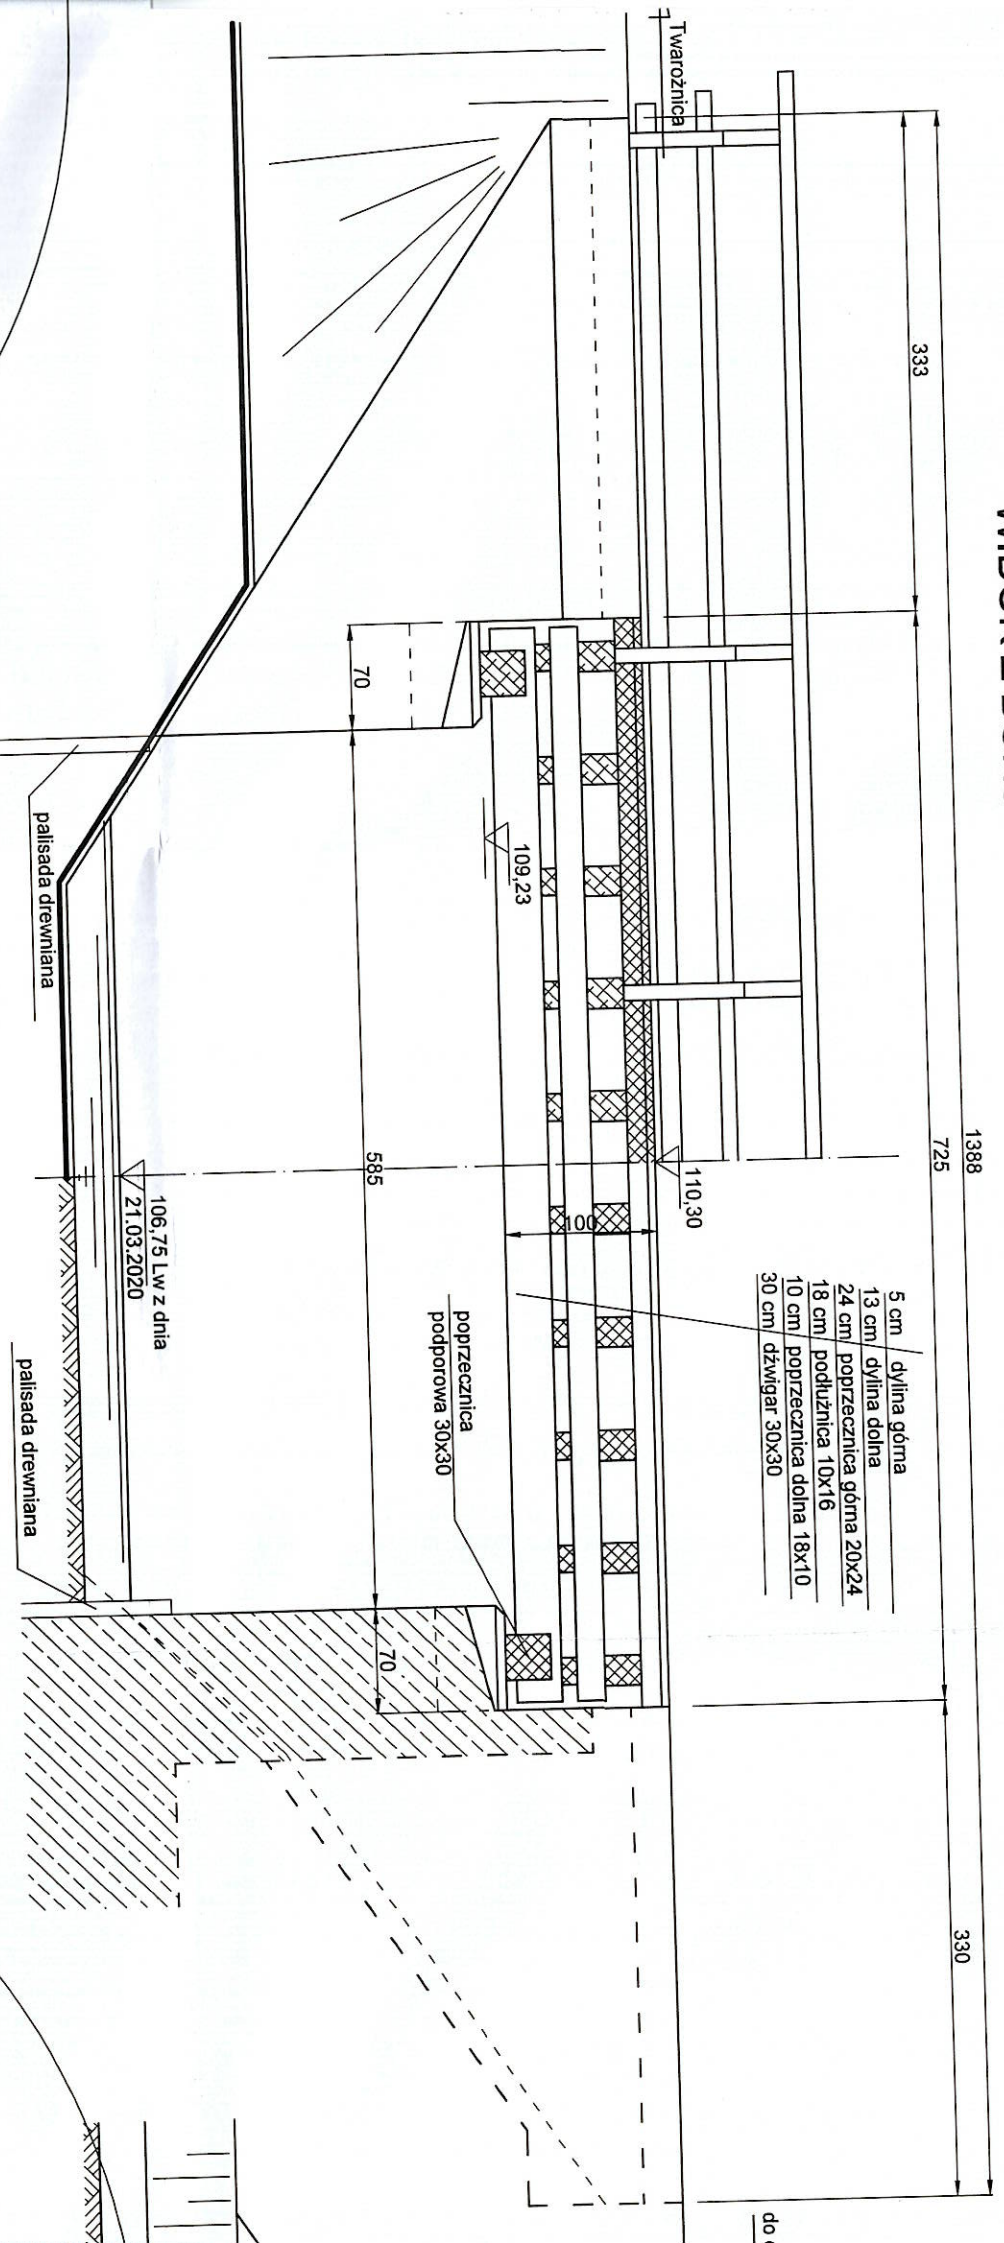 Twarożnica
333
1388
725
330
110,30
5 cm dylina górna
13 cm dylina dolna
24 cm poprzecznica górna 20x24
18 cm podłużnica 10x16
10 cm poprzecznica dolna 18x10
30 cm dźwigar 30x30
100
109,23
poprzecznica
podporowa 30x30
70
585
70
106,75 Lw z dnia
21.03.2020
palisada drewniana
palisada drewniana
do